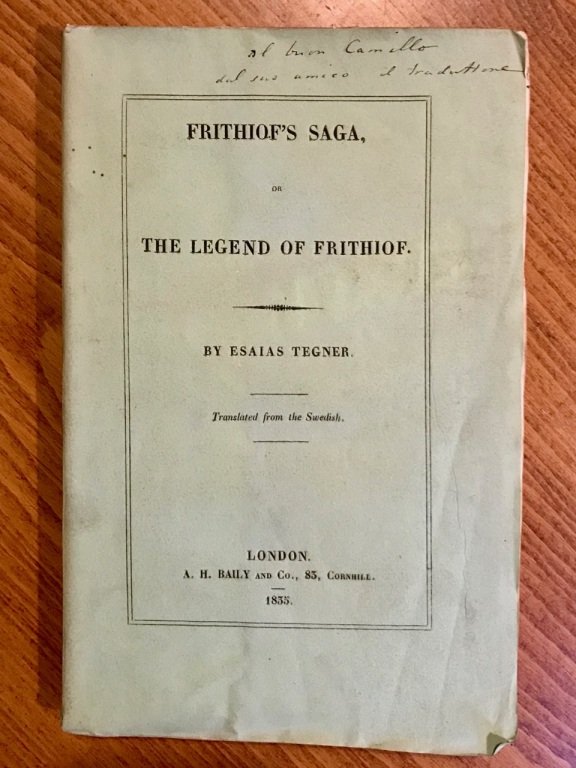 Al buon Camillo
dal suo amico il traduttore
FRITHIOF'S SAGA,
OR
THE LEGEND OF FRITHIOF.
BY ESAIAS TEGNER.
Translated from the Swedish.
LONDON.
A. H. BAILY AND CO., 83, CORNHILL.
1835.